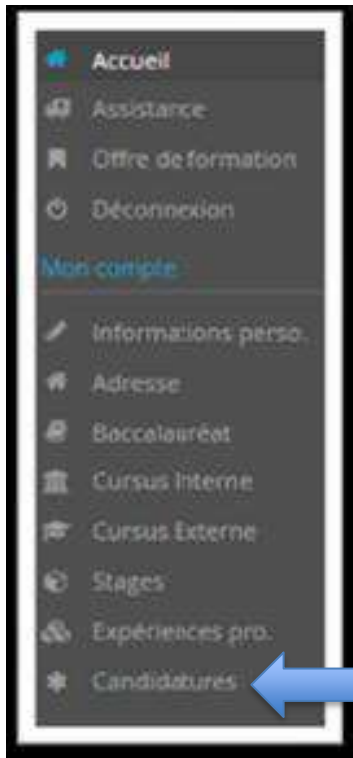 Accueil
Assistance
Offre de formation
Déconnexion
Mon compte
Informations perso.
Adresse
Baccalauréat
Cursus Interne
Cursus Externe
Stages
Expériences pro.
Candidatures